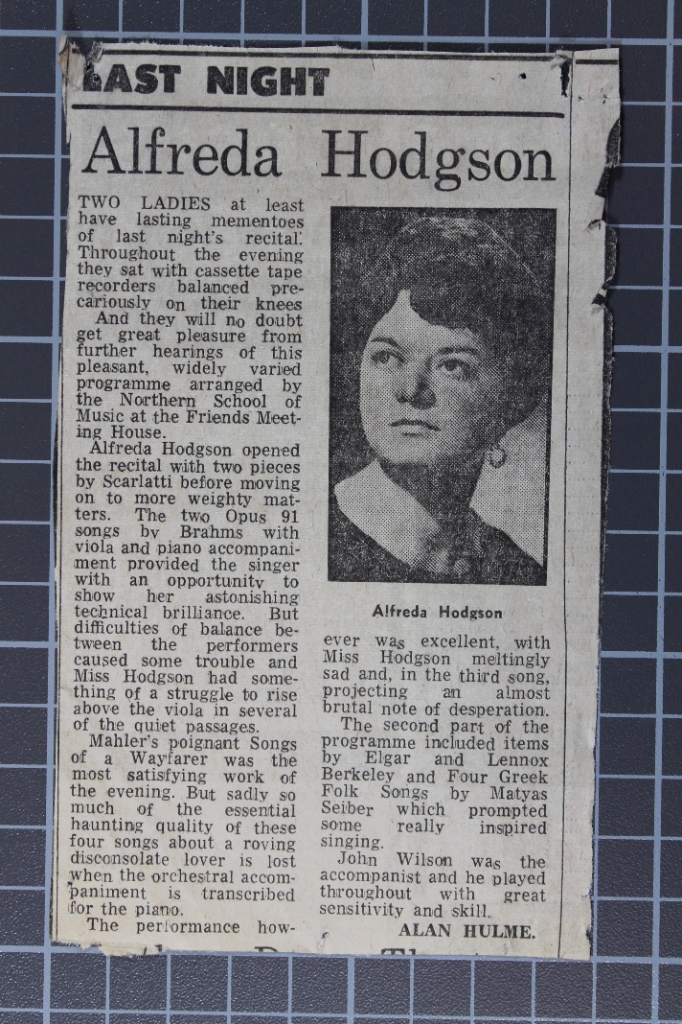 LAST NIGHT
Alfreda Hodgson
TWO LADIES at least
have lasting mementoes
of last night's recital.
Throughout the evening
they sat with cassette tape
recorders balanced pre-
cariously on their knees
And they will no doubt
get great pleasure from
further hearings of this
pleasant, widely varied
programme arranged by
the Northern School of
Music at the Friends Meet-
ing House.
Alfreda Hodgson opened
the recital with two pieces
by Scarlatti before moving
on to more weighty mat-
ters. The two Opus 91
songs by Brahms with
viola and piano accompani-
ment provided the singer
with an opportunity to
show her astonishing
technical brilliance. But
difficulties of balance be-
tween the performers
caused some trouble and
Miss Hodgson had some-
thing of a struggle to rise
above the viola in several
of the quiet passages.
Mahler's poignant Songs
of a Wayfarer was the
most satisfying work of
the evening. But sadly so
much of the essential
haunting quality of these
four songs about a roving
disconsolate lover is lost
when the orchestral accom-
paniment is transcribed
for the piano.
The performance how-
Alfreda Hodgson
ever was excellent, with
Miss Hodgson meltingly
sad and, in the third song,
projecting an almost
brutal note of desperation.
The second part of the
programme included items
by Elgar and Lennox
Berkeley and Four Greek
Folk Songs by Matyas
Seiber which prompted
some really inspired
singing.
John Wilson was the
accompanist and he played
throughout with great
sensitivity and skill.
ALAN HULME.